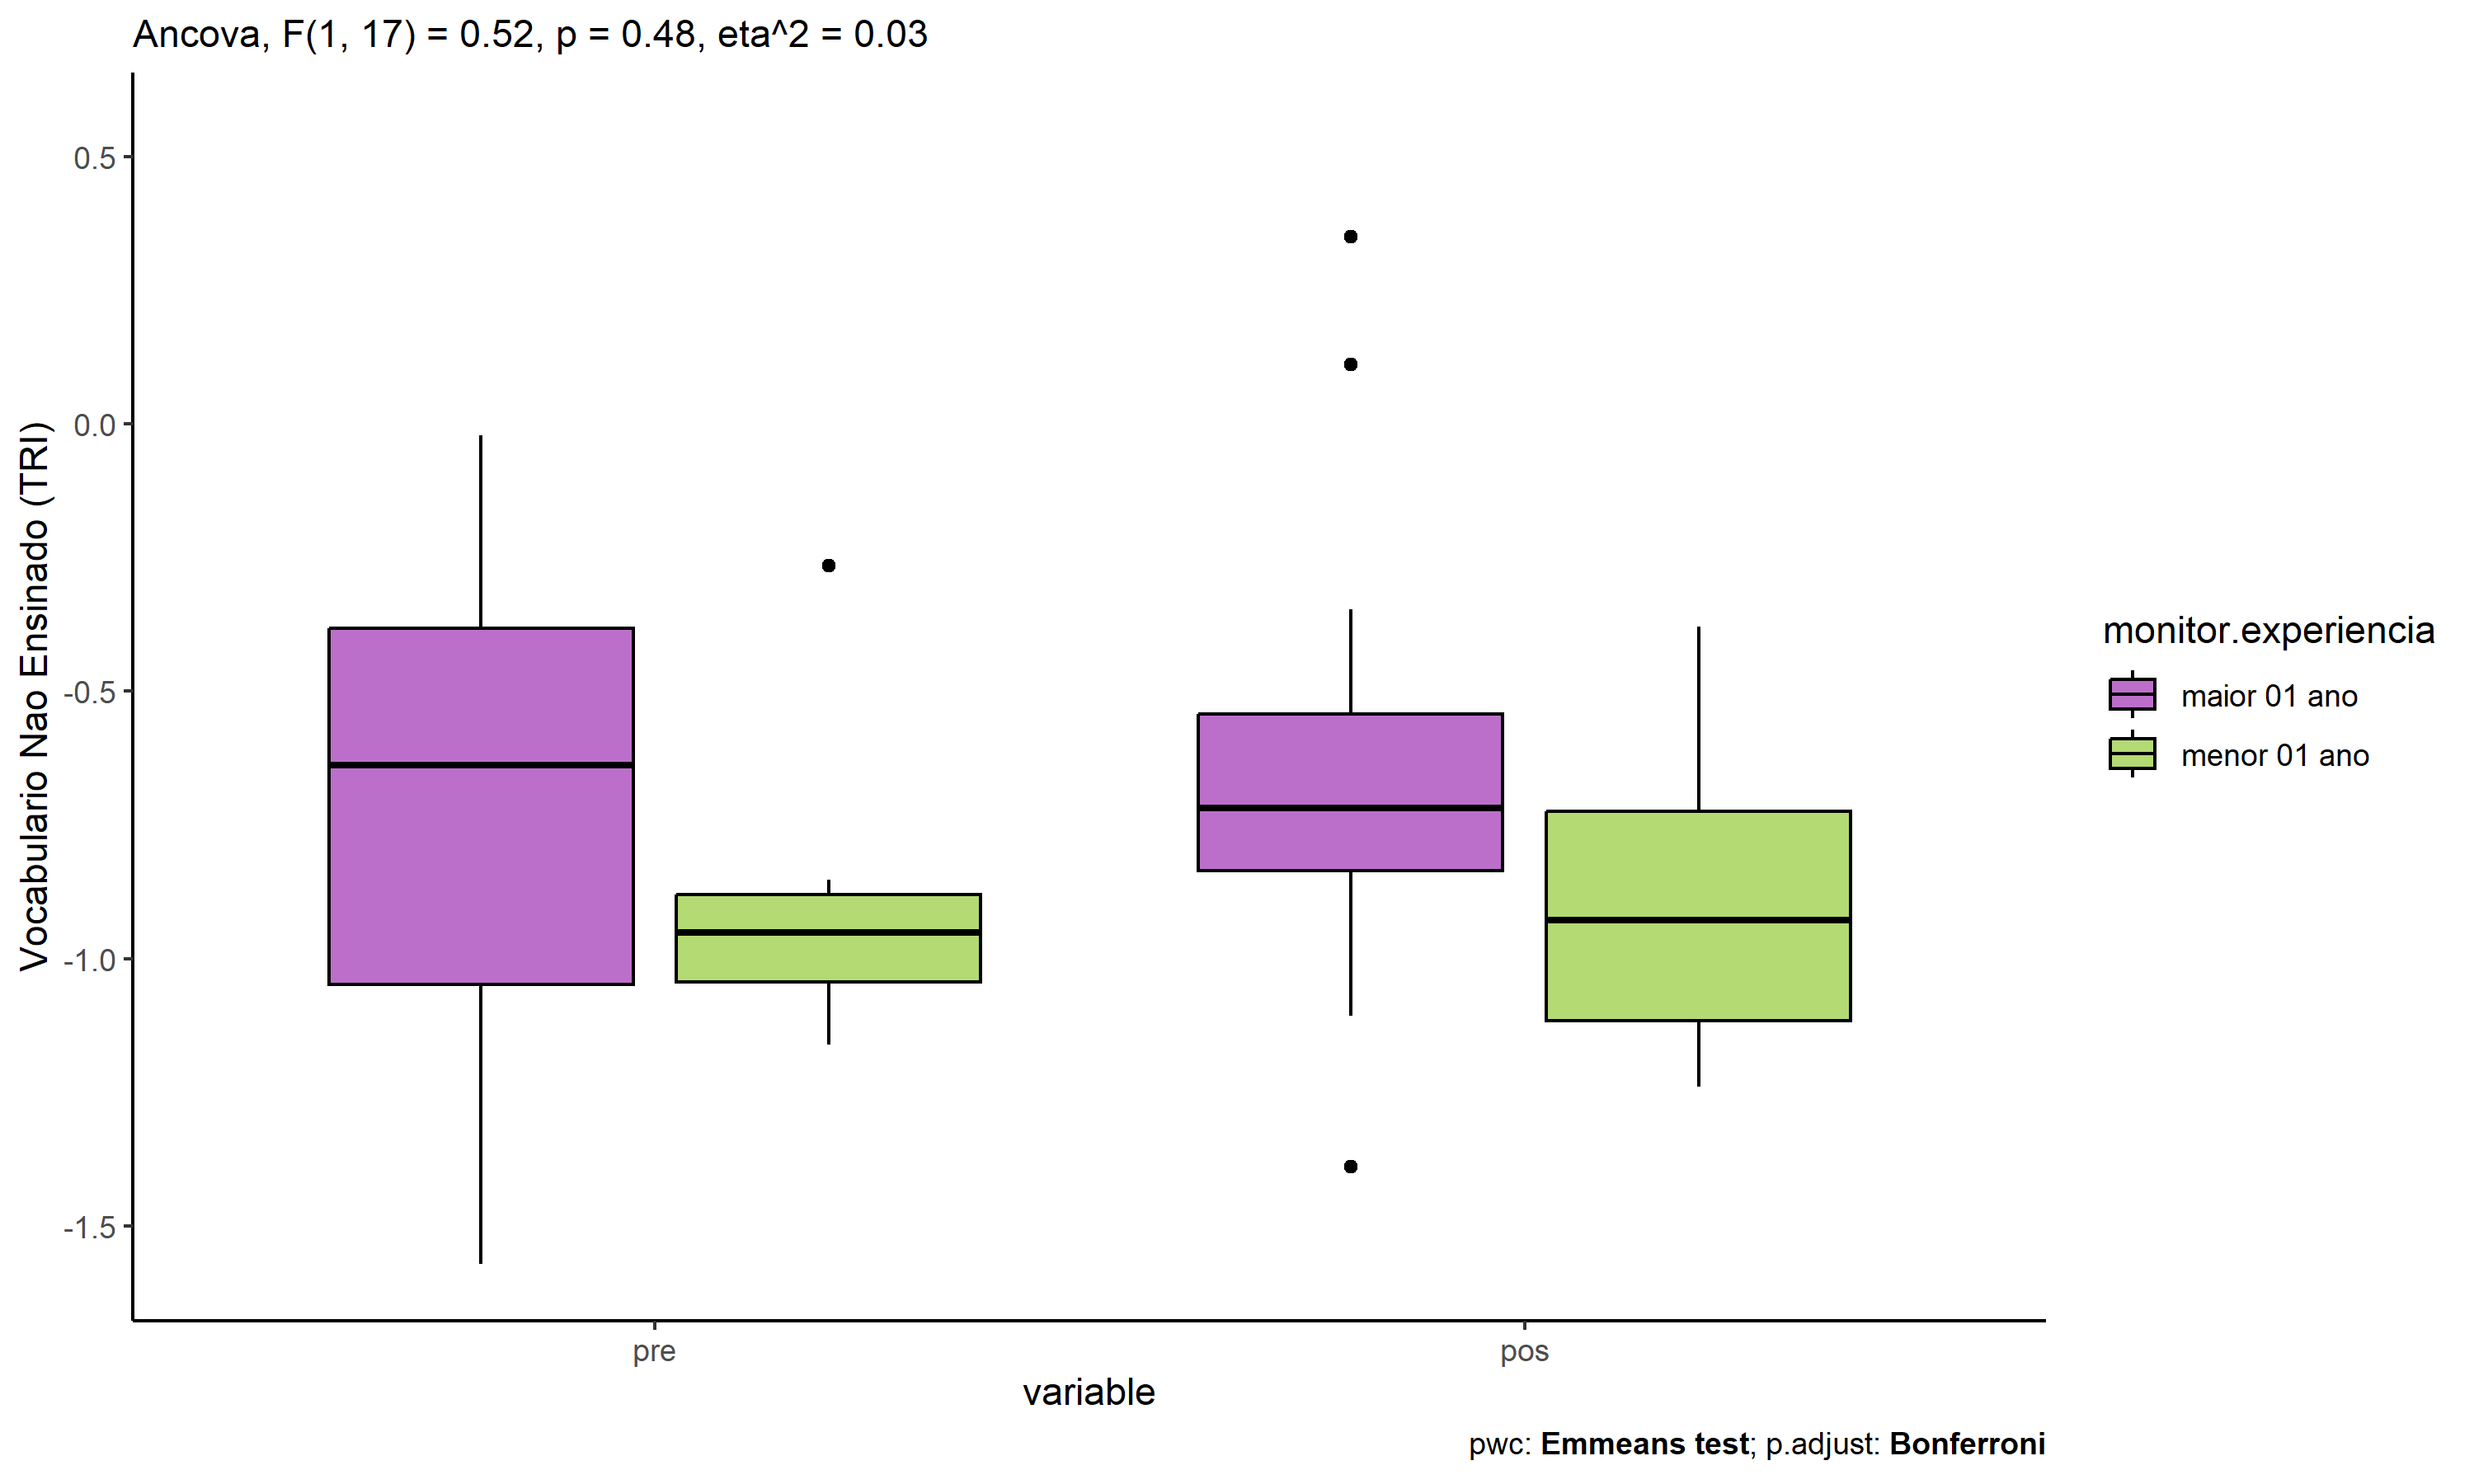 Ancova, F(1, 17) = 0.52, p = 0.48, eta^2 = 0.03
Vocabulario Nao Ensinado (TRI)
0.5
0.0
-0.5
-1.0
-1.5
pre
pos
variable
monitor.experiencia
maior 01 ano
menor 01 ano
pwc: Emmeans test; p.adjust: Bonferroni